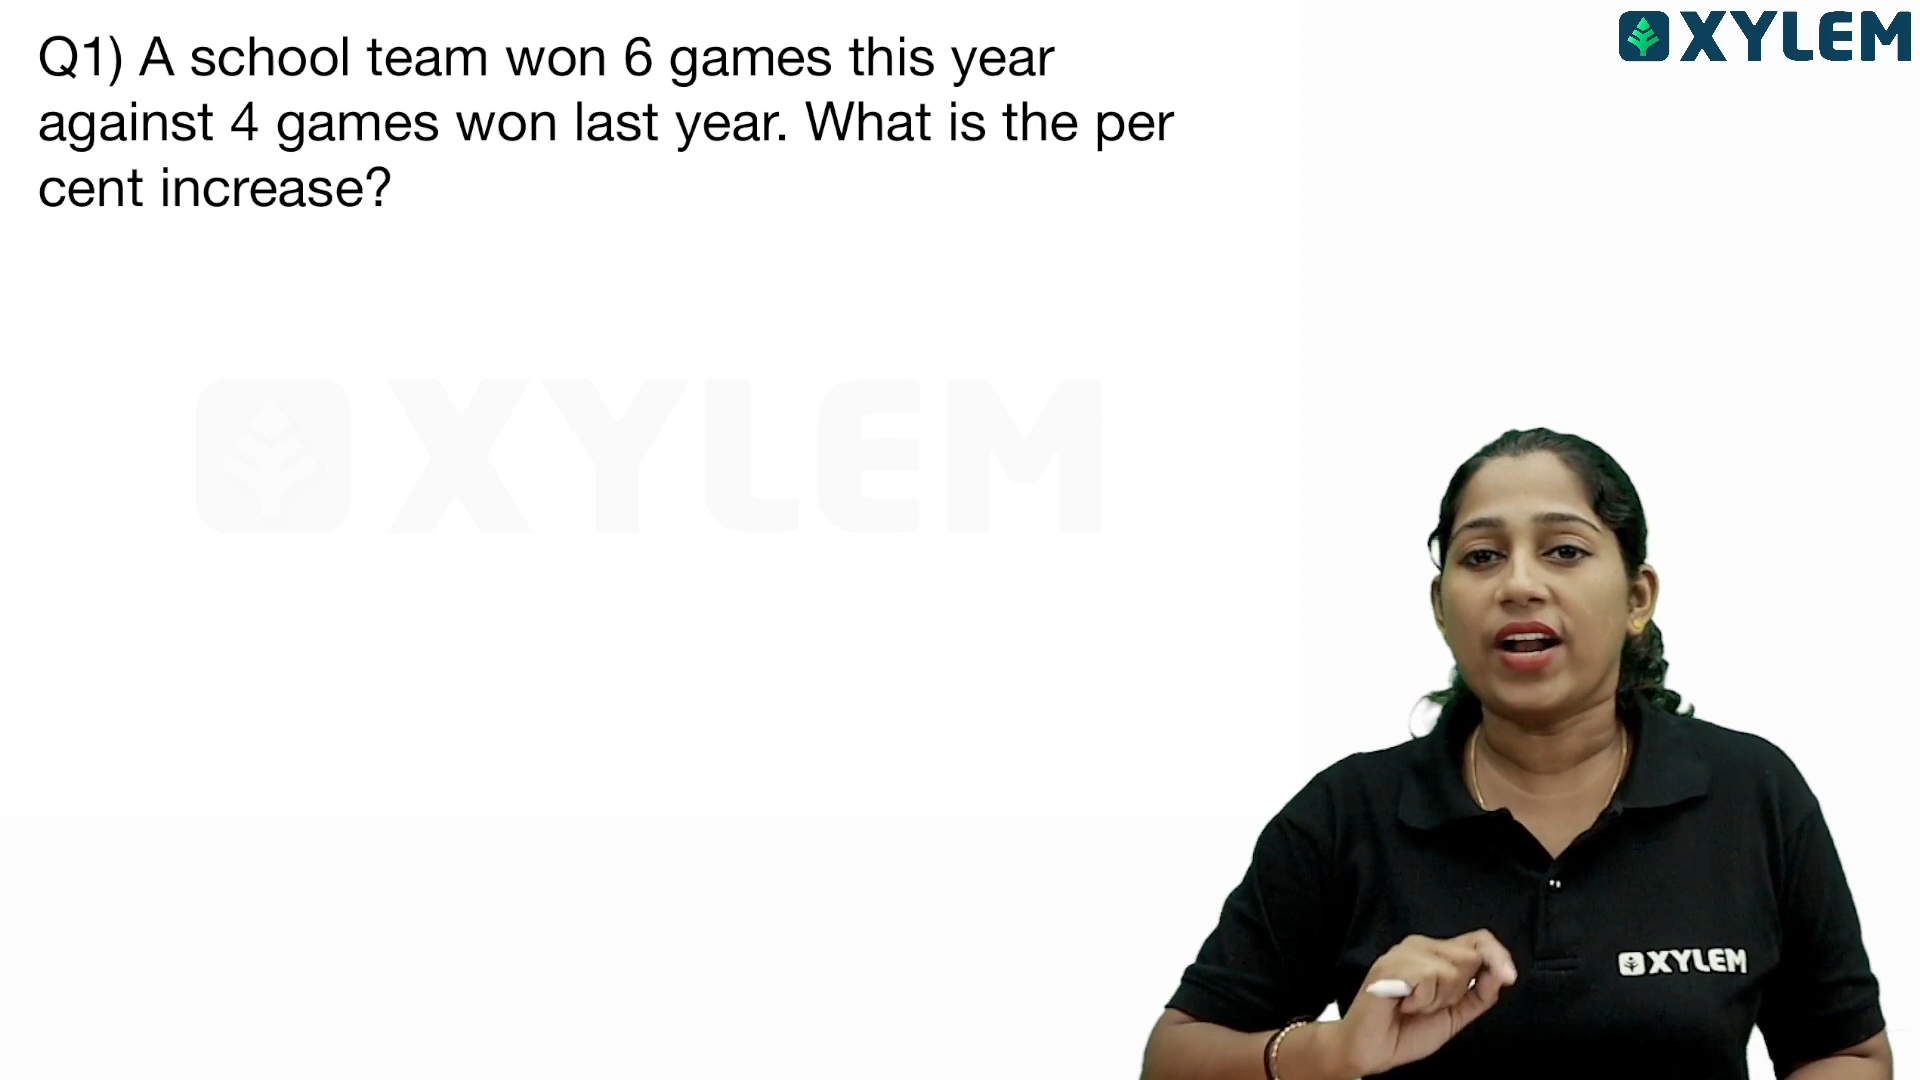 XYLEM
Q1) A school team won 6 games this year
against 4 games won last year. What is the per
cent increase?
XYLEM
XYLEM